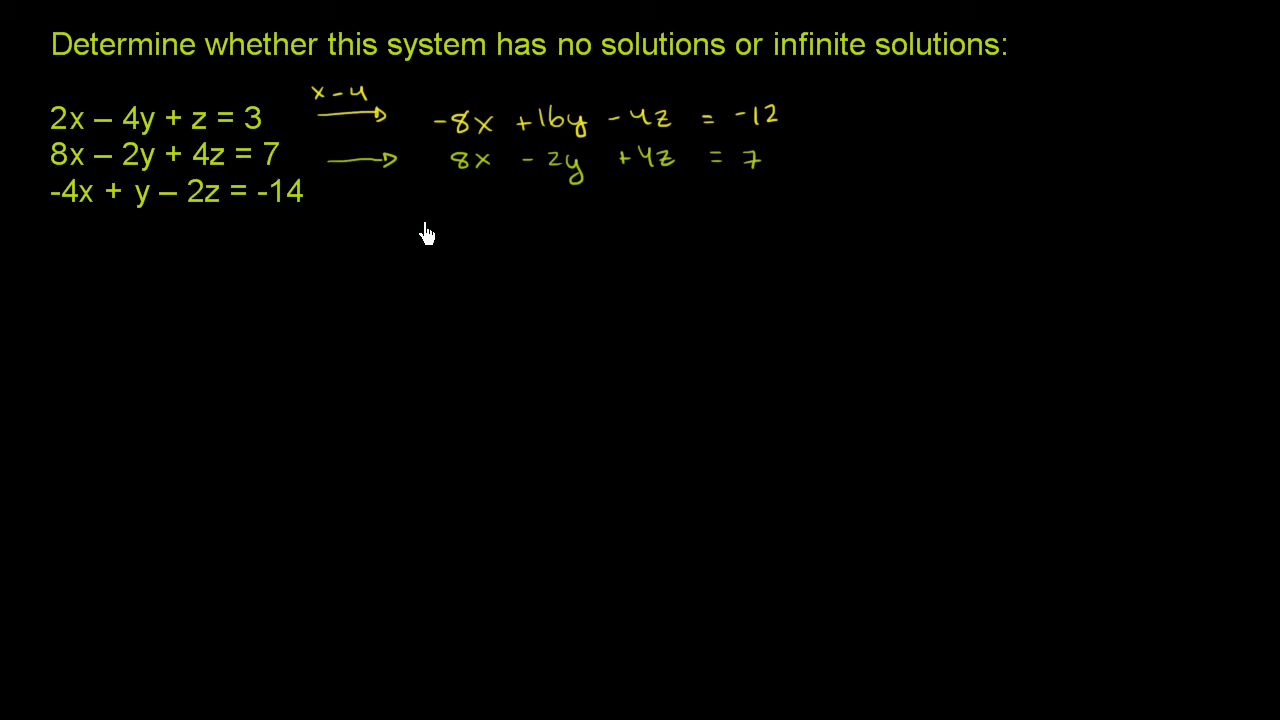 Determine whether this system has no solutions or infinite solutions:
x -4
2x – 4y + z = 3 -8x +16y -4z = -12
8x – 2y + 4z = 7 8x -2y +4z = 7
-4x + y – 2z = -14